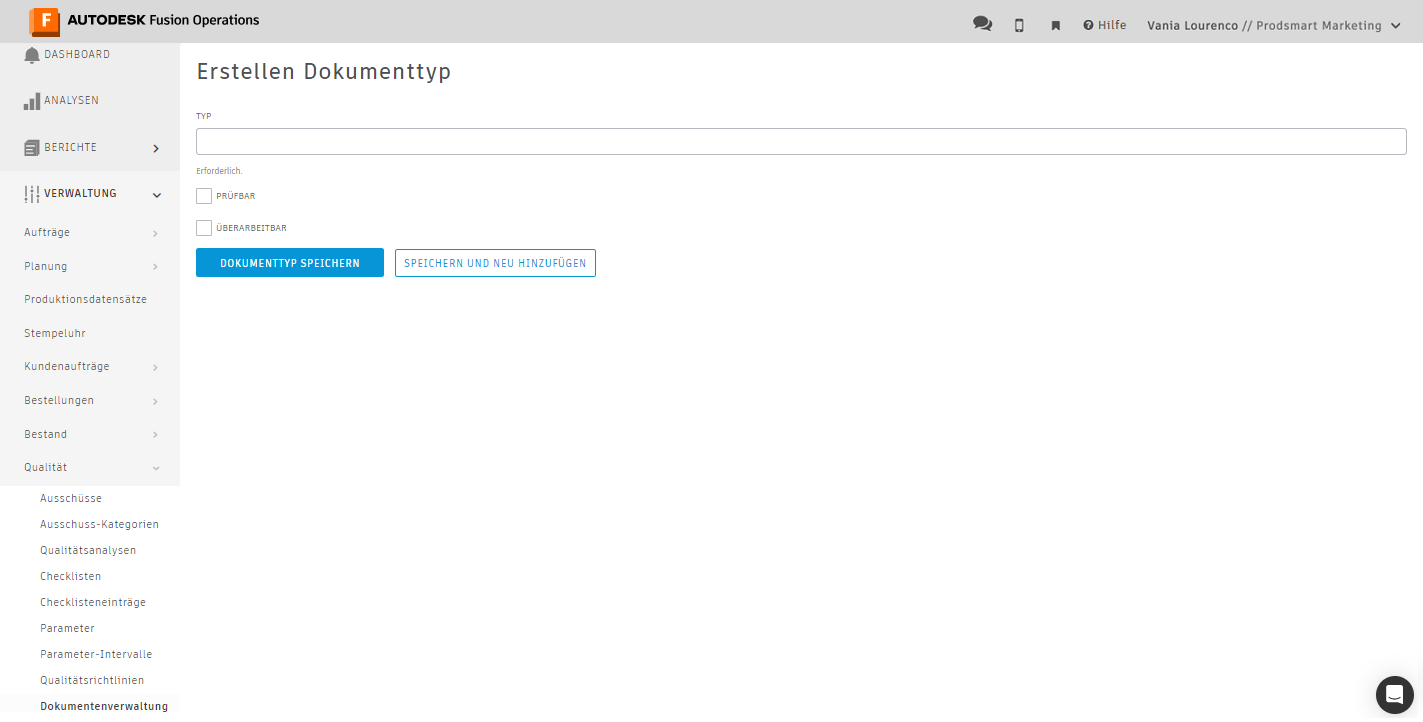 F AUTODESK Fusion Operations
Hilfe
Vania Lourenco // Prodsmart Marketing
DASHBOARD
ANALYSEN
BERICHTE
VERWALTUNG
Aufträge
Planung
Produktionsdatensätze
Stempeluhr
Kundenaufträge
Bestellungen
Bestand
Qualität
Ausschüsse
Ausschuss-Kategorien
Qualitätsanalysen
Checklisten
Checklisteneinträge
Parameter
Parameter-Intervalle
Qualitätsrichtlinien
Dokumentenverwaltung
Erstellen Dokumenttyp
TYP
Erforderlich.
PRÜFBAR
ÜBERARBEITBAR
DOKUMENTTYP SPEICHERN
SPEICHERN UND NEU HINZUFÜGEN